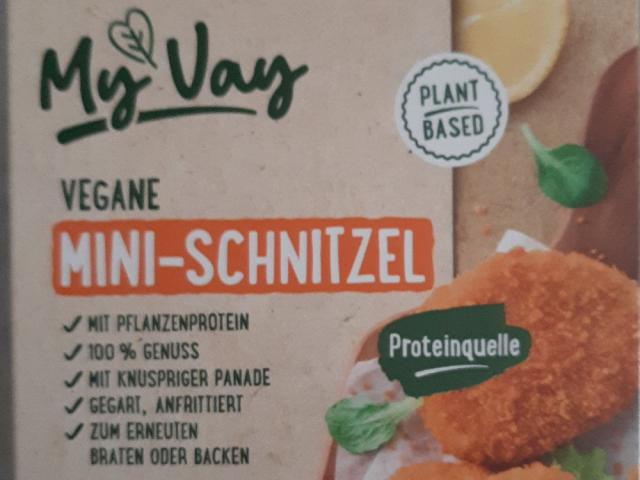 My Vay
PLANT
BASED
VEGANE
MINI-SCHNITZEL
MIT PFLANZENPROTEIN
100 % GENUSS
MIT KNUSPRIGER PANADE
GEGART, ANFRITTIERT
ZUM ERNEUTEN
BRATEN ODER BACKEN
Proteinquelle